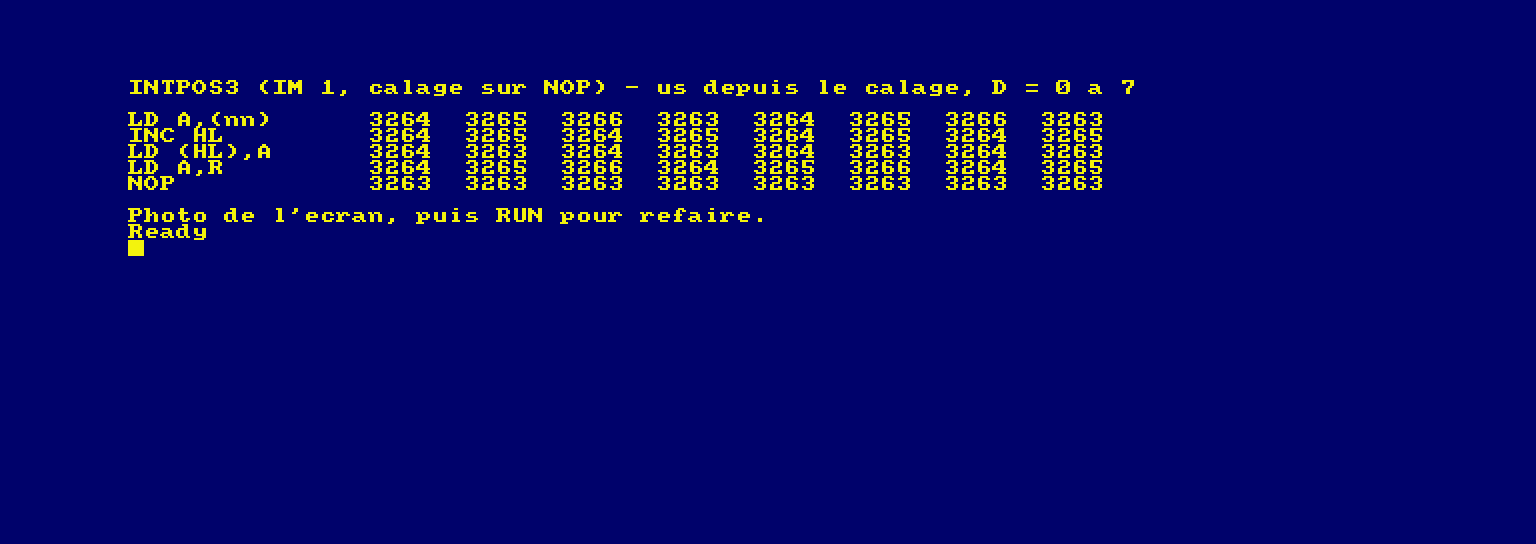 INTPOS3 (IM 1, calage sur NOP) - us depuis le calage, D = 0 a 7
LD A,(nn) 3264 3265 3266 3263 3264 3265 3266 3263
INC HL 3264 3265 3264 3265 3264 3265 3264 3265
LD (HL),A 3264 3263 3264 3263 3264 3263 3264 3263
LD A,R 3264 3265 3266 3264 3265 3265 3266 3264 3265
NOP 3263 3263 3263 3263 3263 3263 3263 3263
Photo de l'ecran, puis RUN pour refaire.
Ready